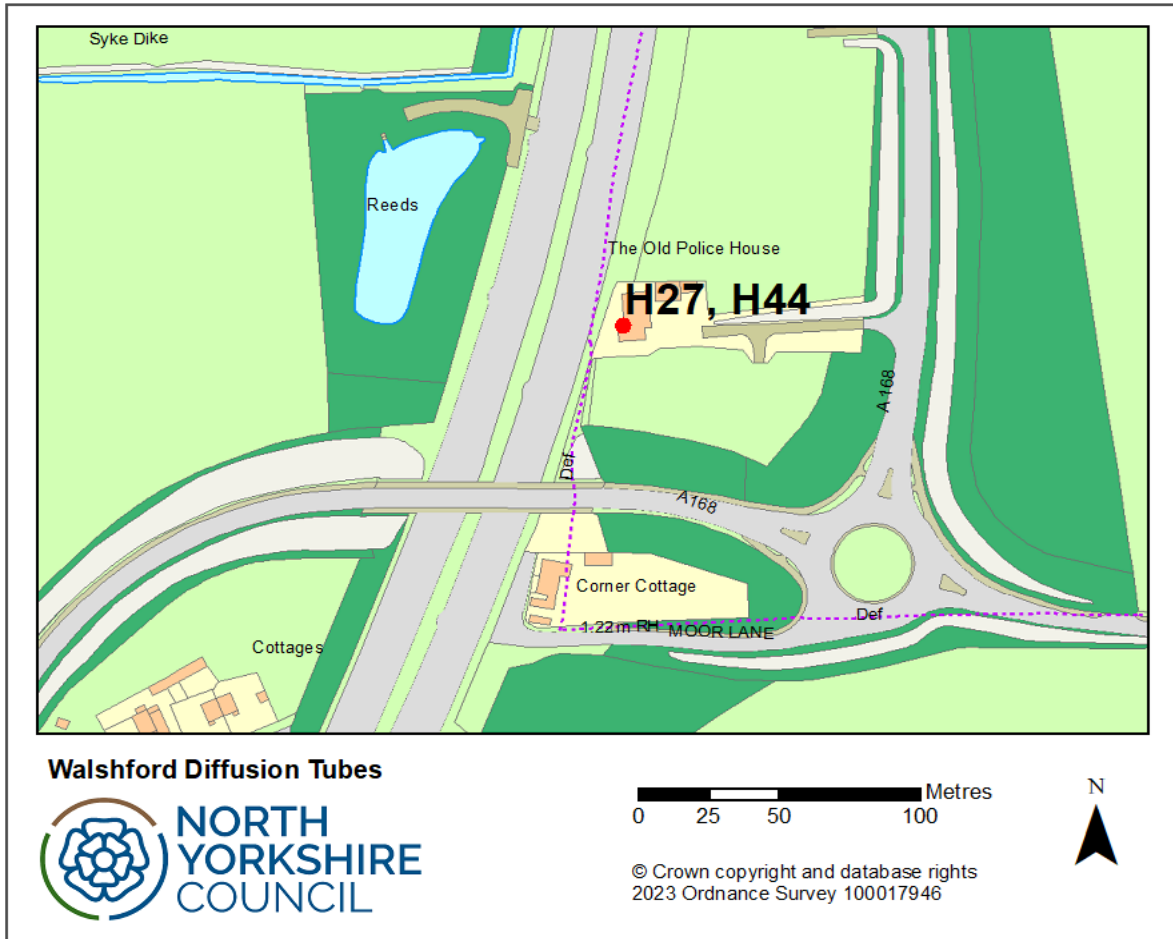 Syke Dike
Reeds
The Old Police House
H27, H44
A 168
Def
A168
Corner Cottage
Def
1.22m RH
MOOR LANE
Cottages
Walshford Diffusion Tubes
NORTH
YORKSHIRE
COUNCIL
Metres
0 25 50 100
N
© Crown copyright and database rights
2023 Ordnance Survey 100017946